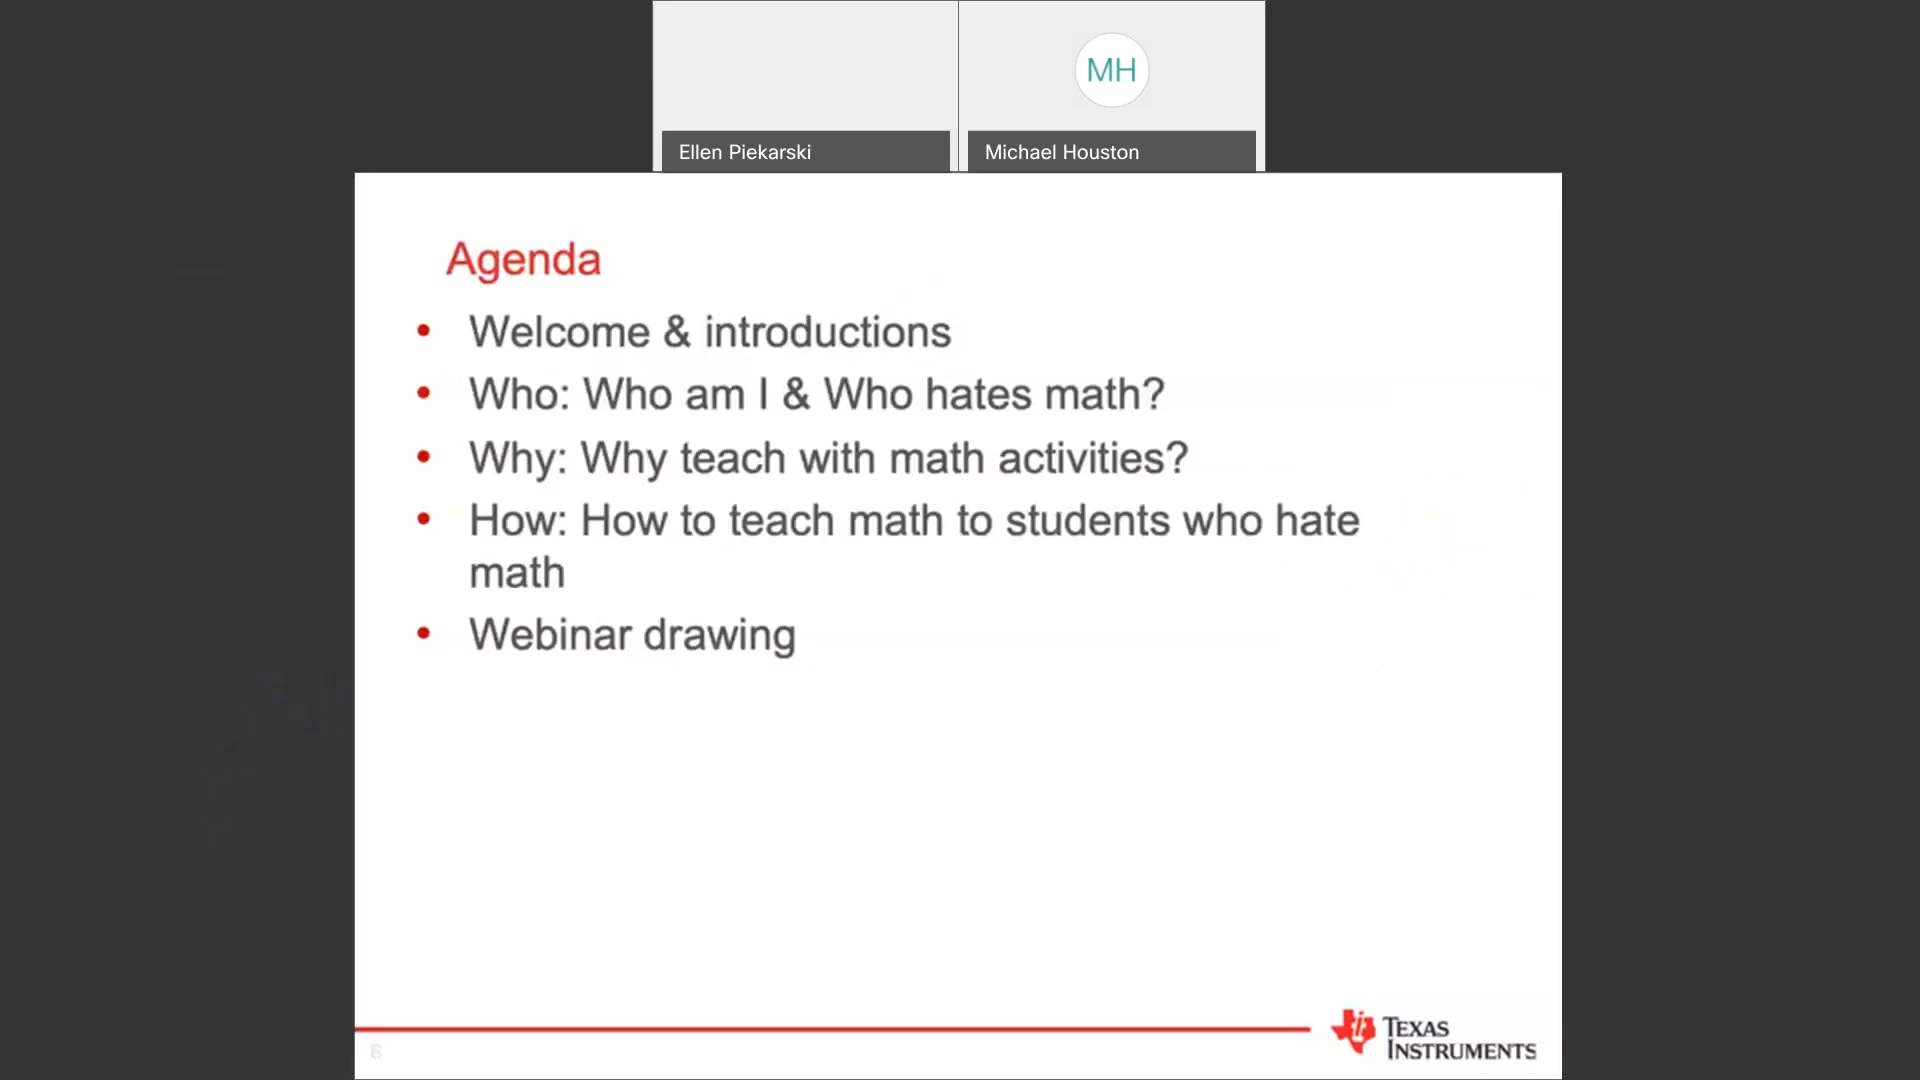 MH
Ellen Piekarski
Michael Houston
Agenda
• Welcome & introductions
• Who: Who am I & Who hates math?
• Why: Why teach with math activities?
• How: How to teach math to students who hate
math
• Webinar drawing
TEXAS
INSTRUMENTS